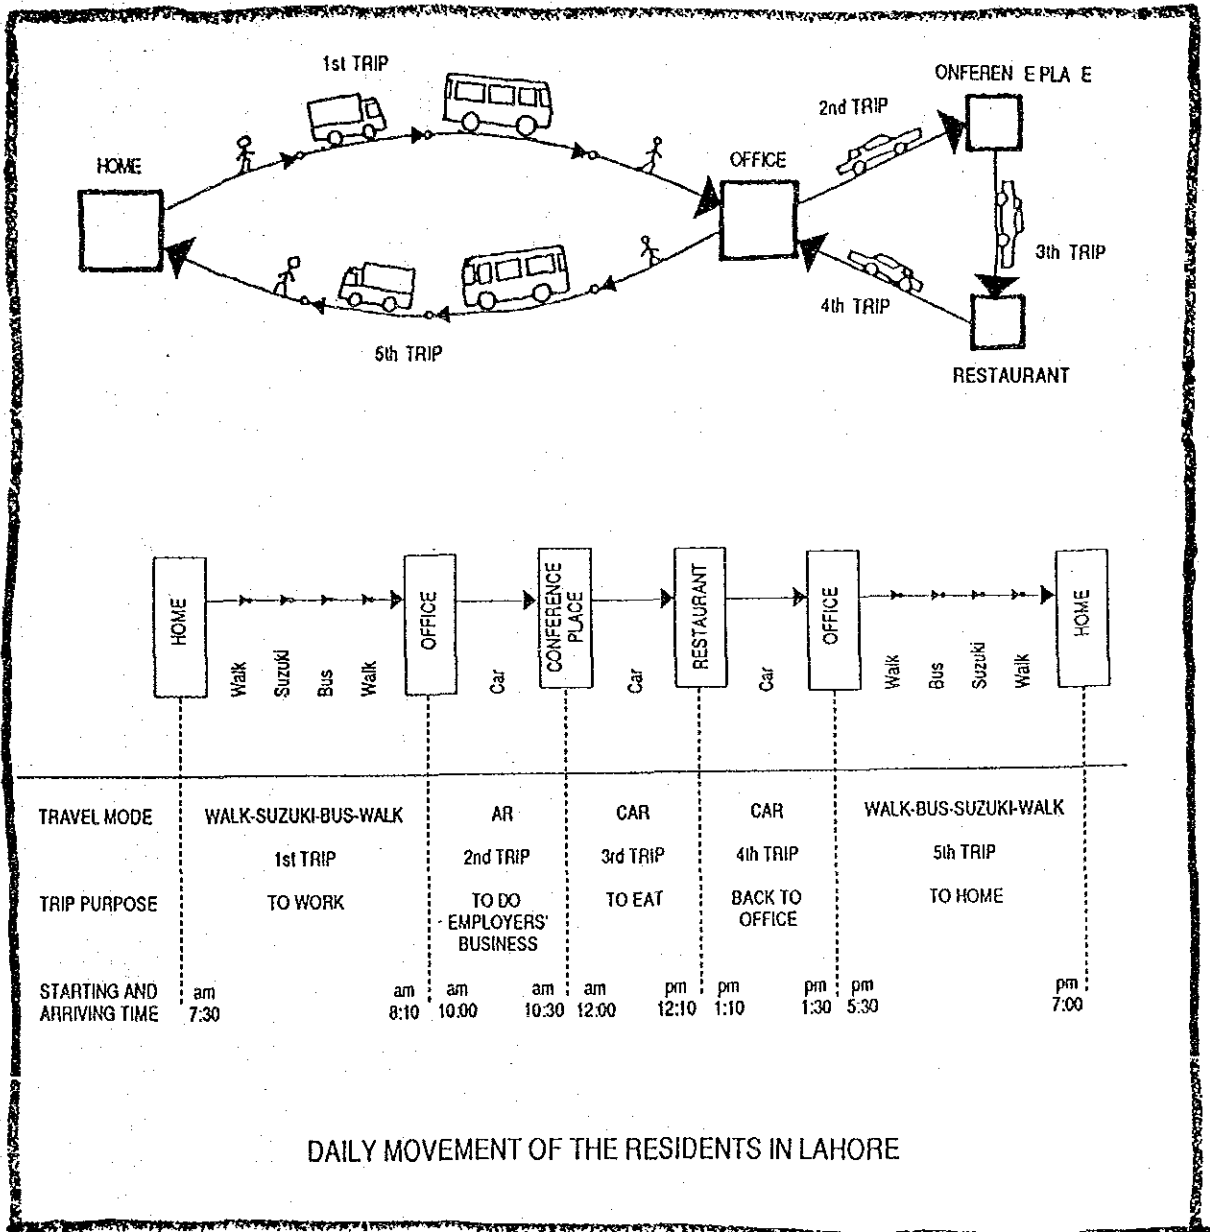 1st TRIP
ONFEREN E PLA E
2nd TRIP
HOME
OFFICE
3th TRIP
4th TRIP
5th TRIP
RESTAURANT
HOME
Walk
Suzuki
Bus
Walk
OFFICE
Car
CONFERENCE
PLACE
Car
RESTAURANT
Car
OFFICE
Walk
Bus
Suzuki
Walk
HOME
TRAVEL MODE WALK-SUZUKI-BUS-WALK AR CAR CAR WALK-BUS-SUZUKI-WALK
1st TRIP 2nd TRIP 3rd TRIP 4th TRIP 5th TRIP
TRIP PURPOSE TO WORK TO DO TO EAT BACK TO TO HOME
EMPLOYERS' OFFICE
BUSINESS
STARTING AND am am am am am pm pm pm pm pm
ARRIVING TIME 7:30 8:10 10:00 10:30 12:00 12:10 1:10 1:30 5:30 7:00
DAILY MOVEMENT OF THE RESIDENTS IN LAHORE